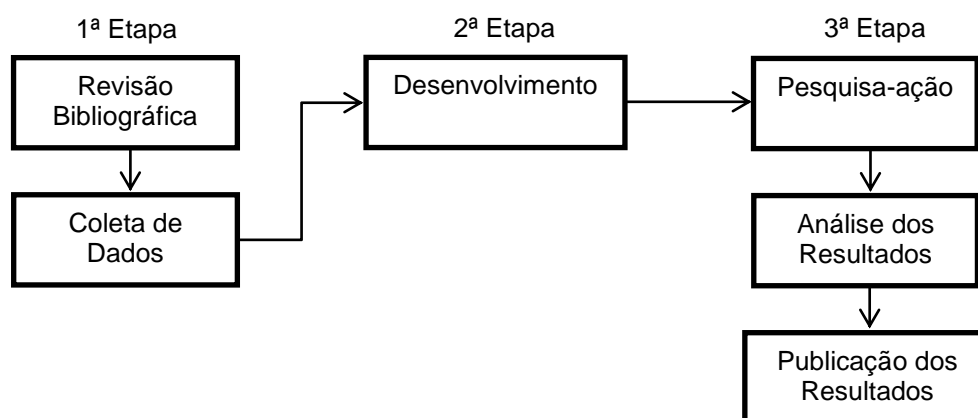 1ª Etapa
Revisão
Bibliográfica
Coleta de
Dados
2ª Etapa
Desenvolvimento
3ª Etapa
Pesquisa-ação
Análise dos
Resultados
Publicação dos
Resultados